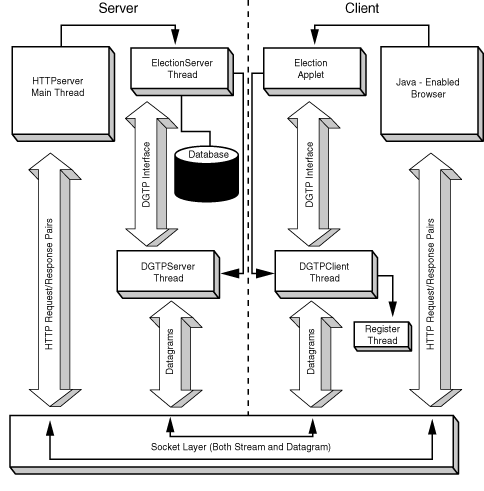 Server
Client
HTTPserver
Main Thread
ElectionServer
Thread
Election
Applet
Java - Enabled
Browser
Database
DGTP Interface
DGTP Interface
HTTP Request/Response Pairs
HTTP Request/Response Pairs
DGTPServer
Thread
DGTPClient
Thread
Register
Thread
Datagrams
Datagrams
Socket Layer (Both Stream and Datagram)